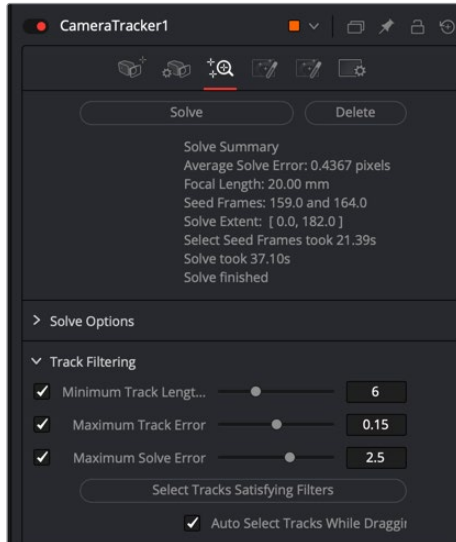 CameraTracker1
Solve Delete
Solve Summary
Average Solve Error: 0.4367 pixels
Focal Length: 20.00 mm
Seed Frames: 159.0 and 164.0
Solve Extent: [ 0.0, 182.0 ]
Select Seed Frames took 21.39s
Solve took 37.10s
Solve finished
Solve Options
Track Filtering
Minimum Track Lengt... 6
Maximum Track Error 0.15
Maximum Solve Error 2.5
Select Tracks Satisfying Filters
Auto Select Tracks While Draggin